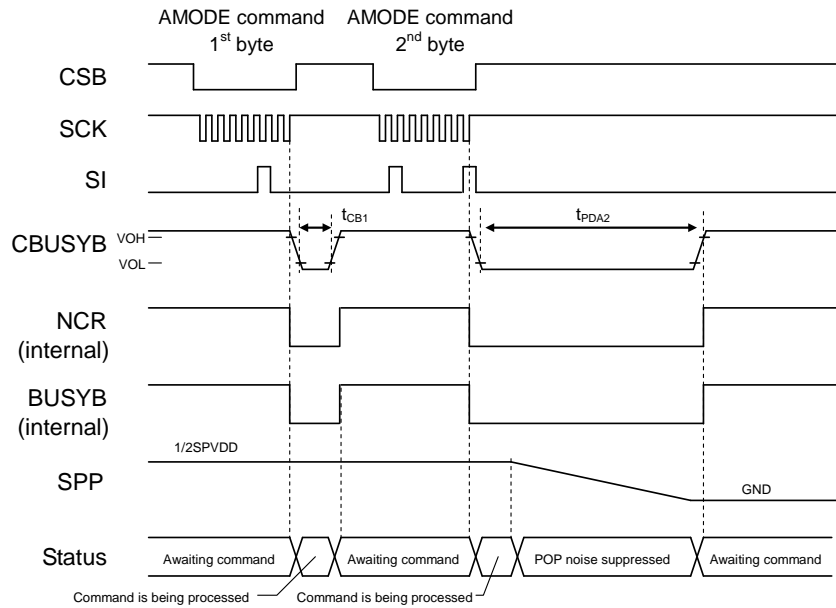 AMODE command
1st byte
AMODE command
2nd byte
CSB
SCK
SI
tCB1
tPDA2
CBUSYB
VOH
VOL
NCR
(internal)
BUSYB
(internal)
1/2SPVDD
SPP
GND
Status
Awaiting command
Awaiting command
POP noise suppressed
Awaiting command
Command is being processed
Command is being processed